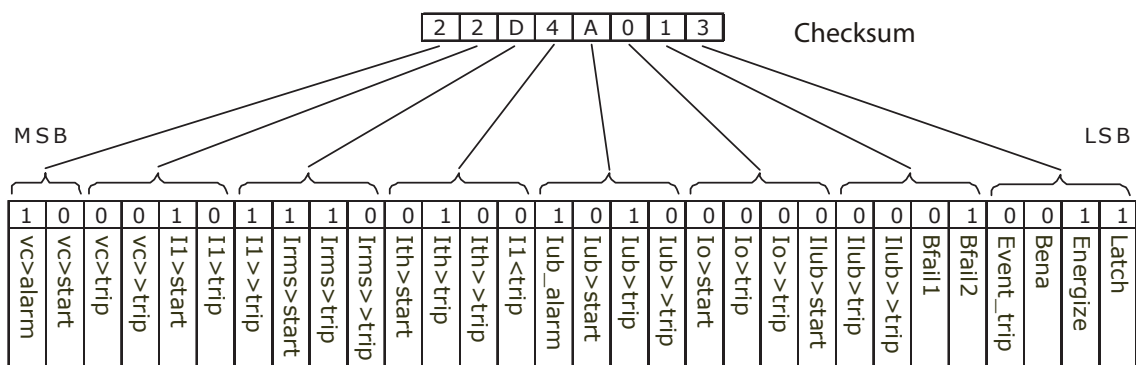 2 2 D 4 A 0 1 3 Checksum
MSB LSB
1 0 0 0 1 0 1 1 1 0 0 1 0 0 1 0 1 0 0 0 0 0 0 0 0 1 0 0 1 1
vc>alarm
vc>start
vc>trip
vc>>trip
I1>start
I1>trip
I1>>trip
Irms>start
Irms>trip
Irms>>trip
Ith>start
Ith>trip
Ith>>trip
I1<trip
Iub_alarm
Iub>start
Iub>trip
Iub>>trip
Io>start
Io>trip
Io>>trip
Ilub>start
Ilub>trip
Ilub>>trip
Bfail1
Bfail2
Event_trip
Bena
Energize
Latch